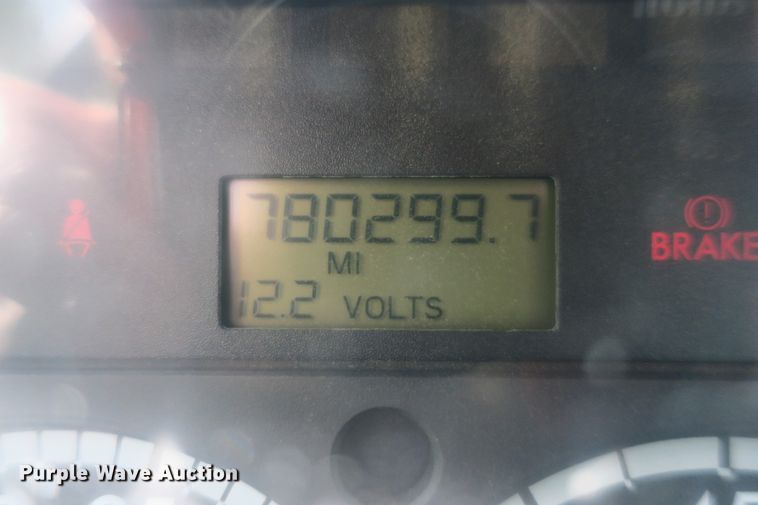 780299.7
MI
BRAKE
12.2 VOLTS
Purple Wave Auction